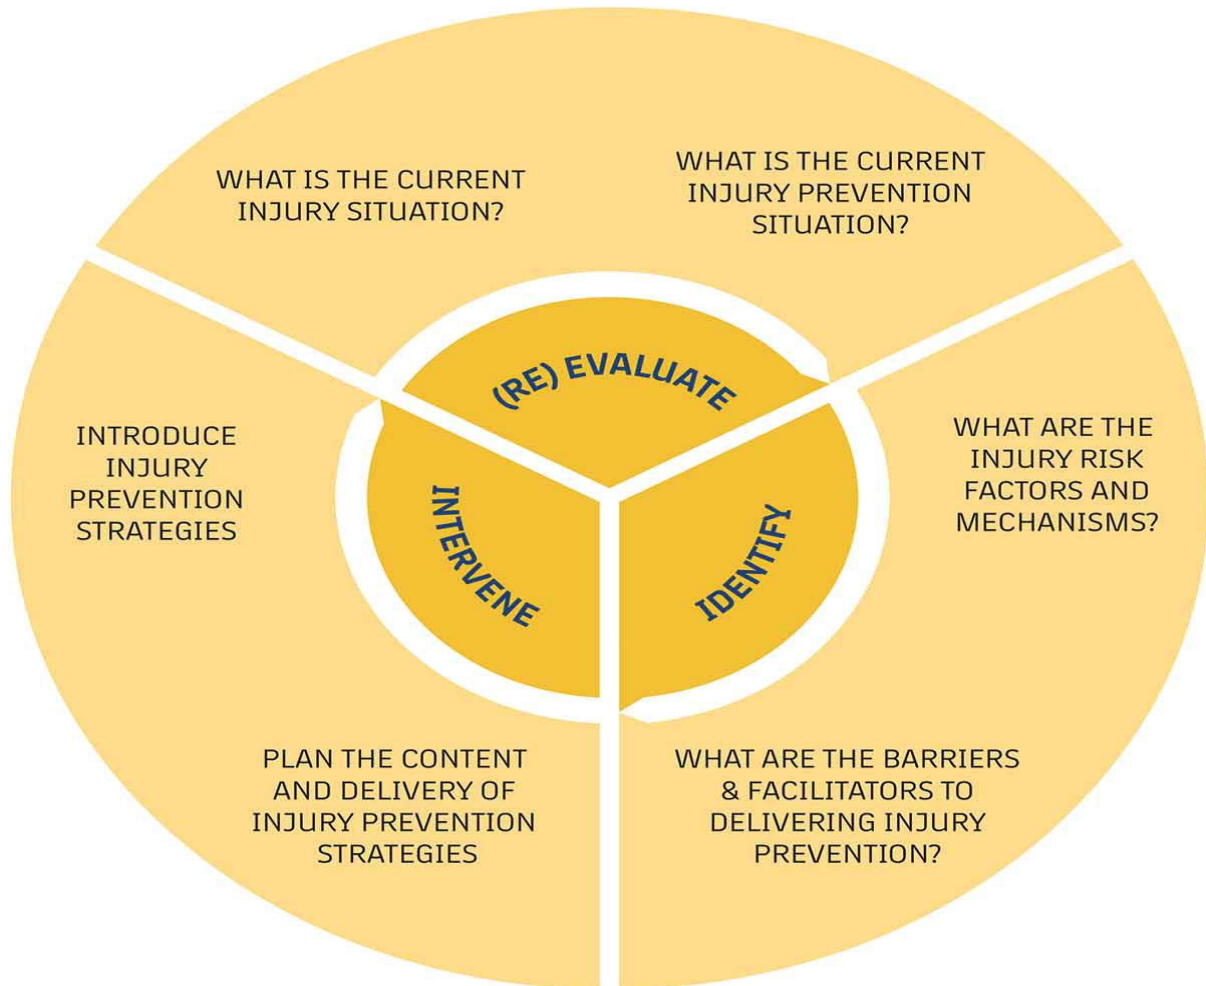 WHAT IS THE CURRENT
INJURY SITUATION?
WHAT IS THE CURRENT
INJURY PREVENTION
SITUATION?
(RE) EVALUATE
INTRODUCE
INJURY
PREVENTION
STRATEGIES
INTERVENE
IDENTIFY
WHAT ARE THE
INJURY RISK
FACTORS AND
MECHANISMS?
PLAN THE CONTENT
AND DELIVERY OF
INJURY PREVENTION
STRATEGIES
WHAT ARE THE BARRIERS
& FACILITATORS TO
DELIVERING INJURY
PREVENTION?